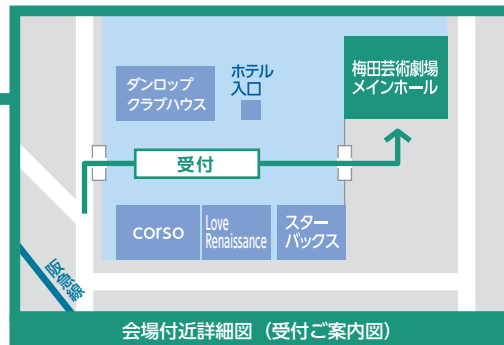 ダンロップ
クラブハウス
ホテル
入口
梅田芸術劇場
メインホール
受付
corso
Love
Renaissance
スター
バックス
阪急線
会場付近詳細図（受付ご案内図）